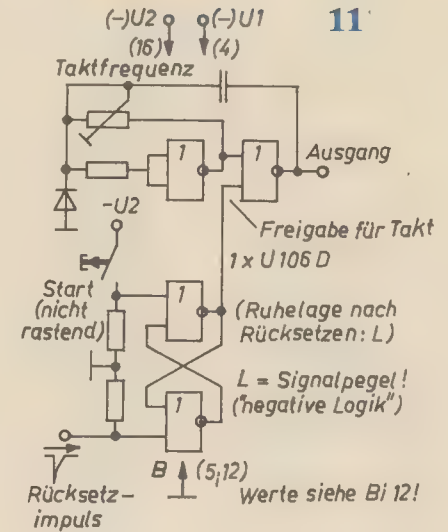 11
(-)U2 (-)U1
(16) (4)
Taktfrequenz
1 1 Ausgang
-U2
Freigabe für Takt
1 x U 106 D
Start
(nicht
rastend)
1
(Ruhelage nach
Rücksetzen: L)
L = Signalpegel!
("negative Logik")
1
B (5;12)
Rücksetz-
impuls
Werte siehe Bi 12!